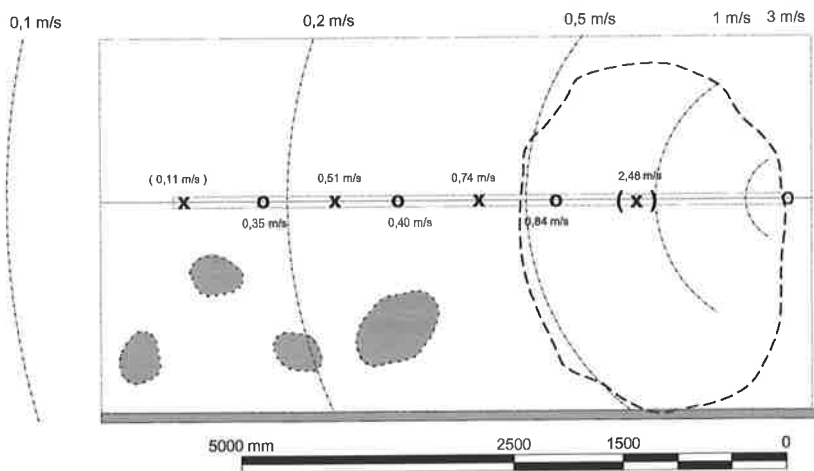 0,1 m/s
0,2 m/s
0,5 m/s
1 m/s
3 m/s
( 0,11 m/s )
0,51 m/s
0,74 m/s
2,48 m/s
x
o
x
o
x
o
( x )
o
0,35 m/s
0,40 m/s
0,84 m/s
5000 mm
2500
1500
0